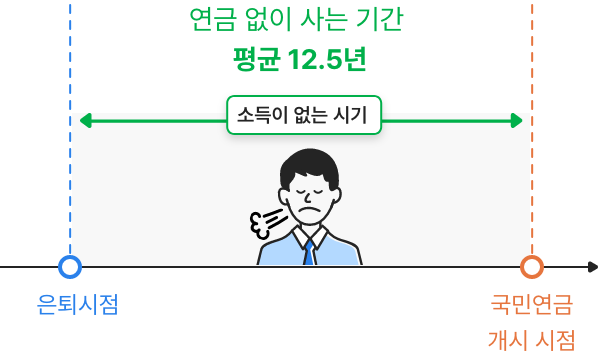 연금 없이 사는 기간
평균 12.5년
소득이 없는 시기
은퇴시점
국민연금
개시 시점